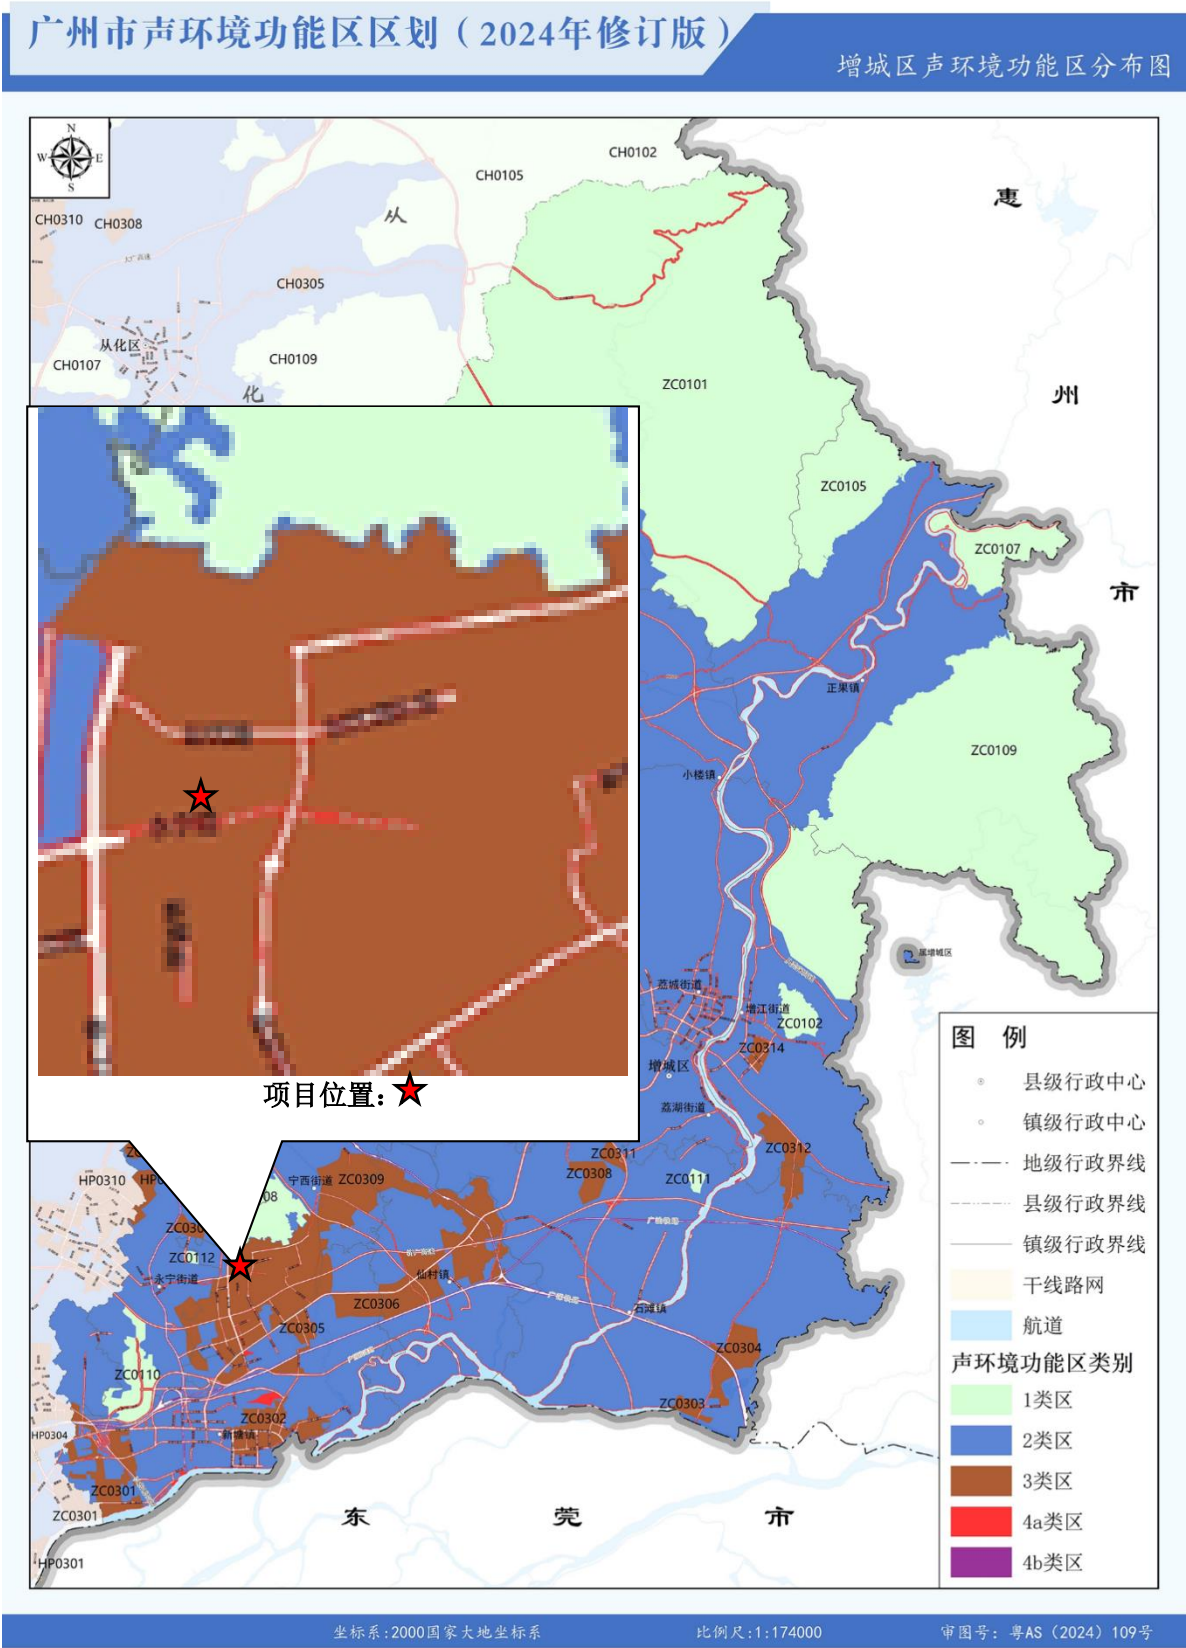 广州市声环境功能区区划（2024年修订版）
增城区声环境功能区分布图
N
W E
S
CH0102
CH0105
惠
CH0310 CH0308
从
CH0305
从化区
CH0107
CH0109
化
ZC0101
州
ZC0105
ZC0107
市
正果镇
ZC0109
小楼镇
属增城区
荔城街道
增江街道
ZC0102
ZC0314
增城区
荔湖街道
项目位置：
ZC0312
ZC0311
ZC0308
ZC0111
HP0310
宁西街道
ZC0309
08
ZC0112
永宁街道
仙村镇
ZC0306
石滩镇
ZC0305
ZC0304
ZC0110
ZC0303
ZC0302
新塘镇
HP0304
ZC0301
ZC0301
HP0301
东 莞 市
图 例
县级行政中心
镇级行政中心
地级行政界线
县级行政界线
镇级行政界线
干线路网
航道
声环境功能区类别
1类区
2类区
3类区
4a类区
4b类区
坐标系:2000国家大地坐标系
比例尺:1:174000
审图号：粤AS（2024）109号